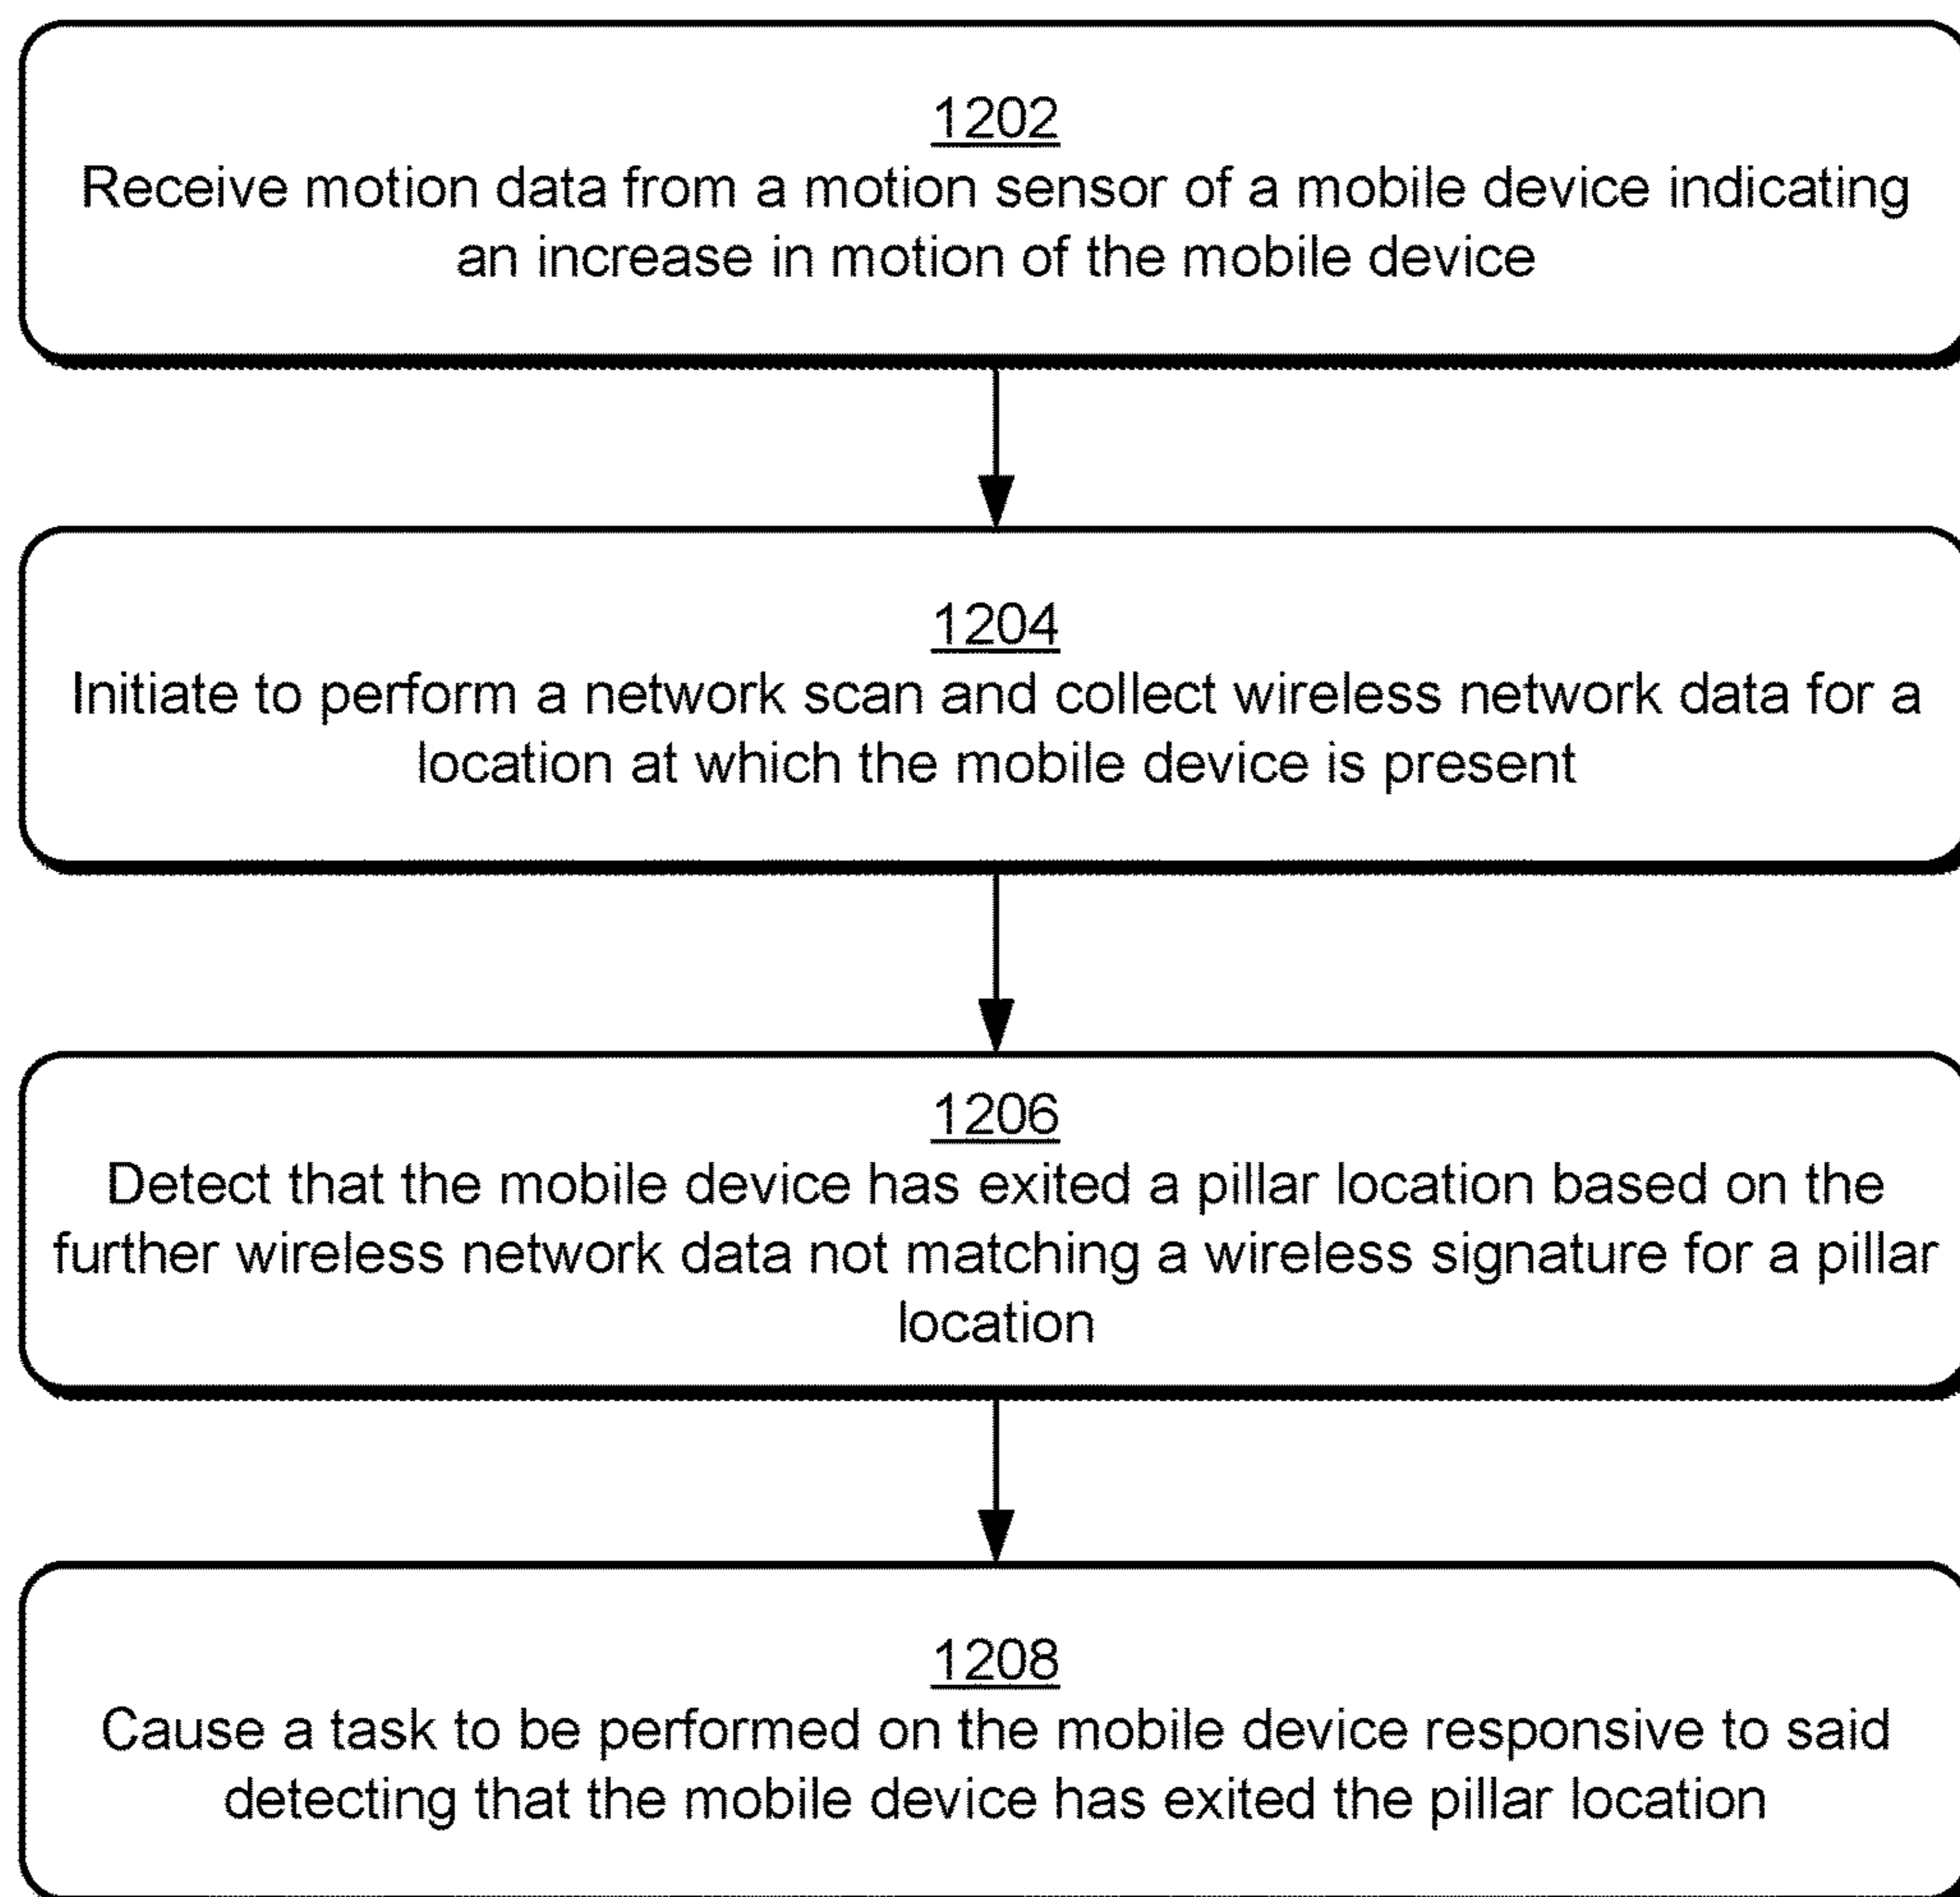 1202
Receive motion data from a motion sensor of a mobile device indicating
an increase in motion of the mobile device
1204
Initiate to perform a network scan and collect wireless network data for a
location at which the mobile device is present
1206
Detect that the mobile device has exited a pillar location based on the
further wireless network data not matching a wireless signature for a pillar
location
1208
Cause a task to be performed on the mobile device responsive to said
detecting that the mobile device has exited the pillar location